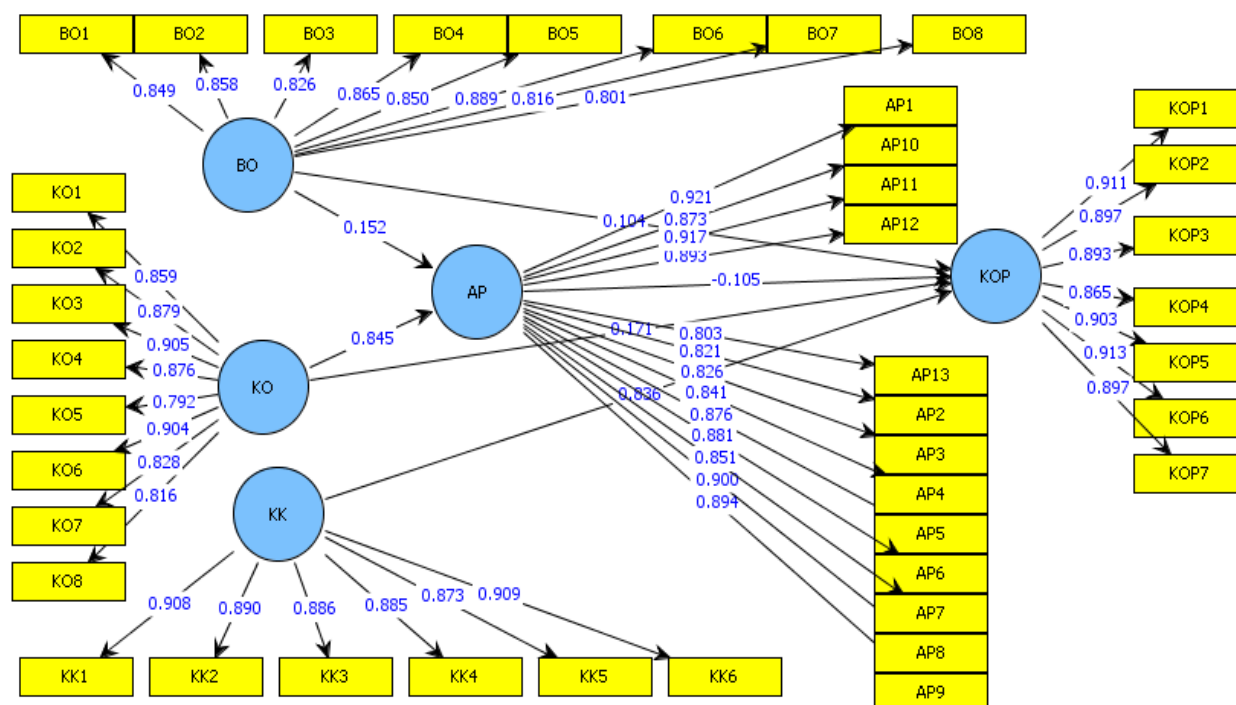 BO1 BO2 BO3 BO4 BO5 BO6 BO7 BO8
0.849 0.858 0.826 0.865 0.850 0.889 0.816 0.801
BO
KO1
KO2
KO3
KO4
KO5
KO6
KO7
KO8
0.859
0.879
0.905
0.876
0.792
0.904
0.828
0.816
KO
0.152
0.845
AP
KK
0.908 0.890 0.886 0.885 0.873 0.909
KK1 KK2 KK3 KK4 KK5 KK6
0.104
-0.105
0.171
0.836
0.921
0.873
0.917
0.893
AP1
AP10
AP11
AP12
0.803
0.821
0.826
0.841
0.876
0.881
0.851
0.900
0.894
AP13
AP2
AP3
AP4
AP5
AP6
AP7
AP8
AP9
KOP
0.911
0.897
0.893
0.865
0.903
0.913
0.897
KOP1
KOP2
KOP3
KOP4
KOP5
KOP6
KOP7